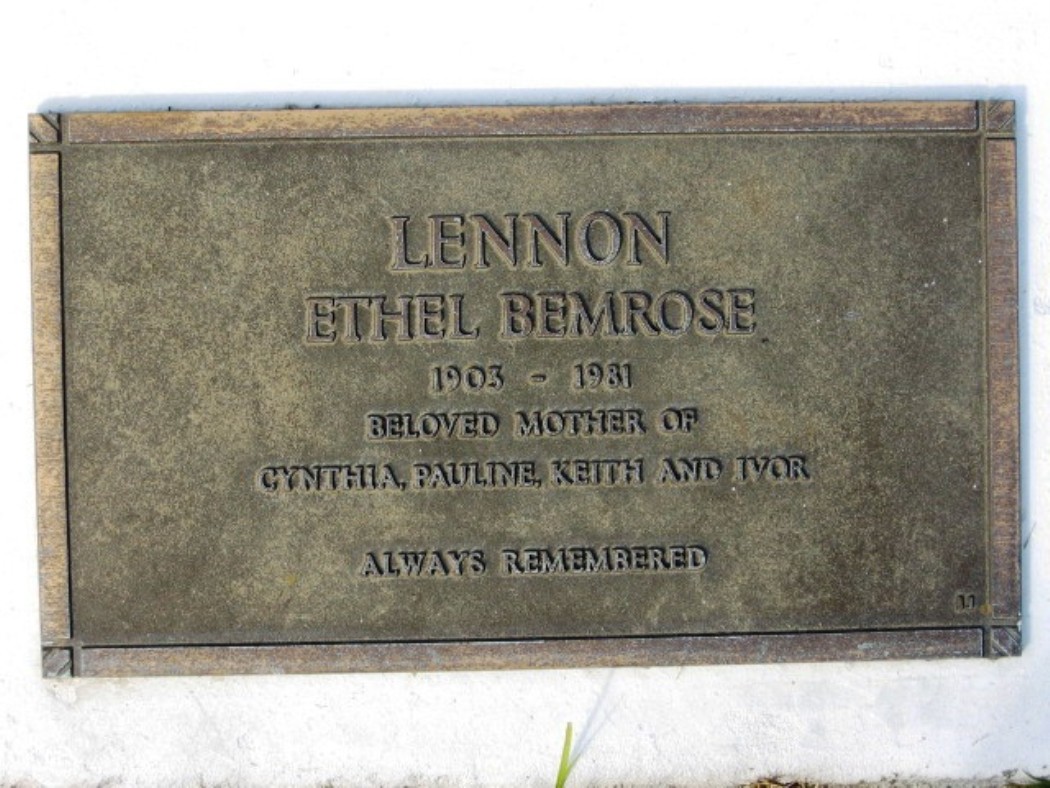 LENNON
ETHEL BEMROSE
1903 - 1981
BELOVED MOTHER OF
CYNTHIA, PAULINE, KEITH AND IVOR
ALWAYS REMEMBERED